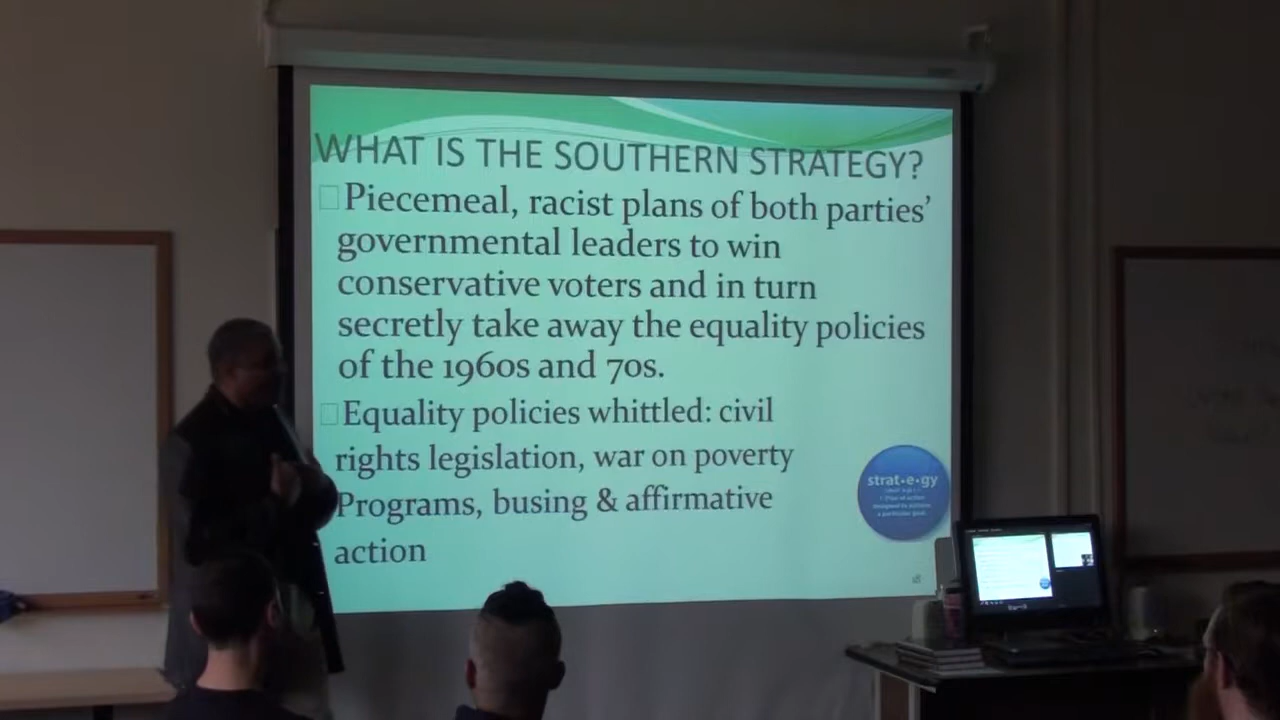 WHAT IS THE SOUTHERN STRATEGY?
Piecemeal, racist plans of both parties’
governmental leaders to win
conservative voters and in turn
secretly take away the equality policies
of the 1960s and 70s.
Equality policies whittled: civil
rights legislation, war on poverty
Programs, busing & affirmative
action
strat•e•gy